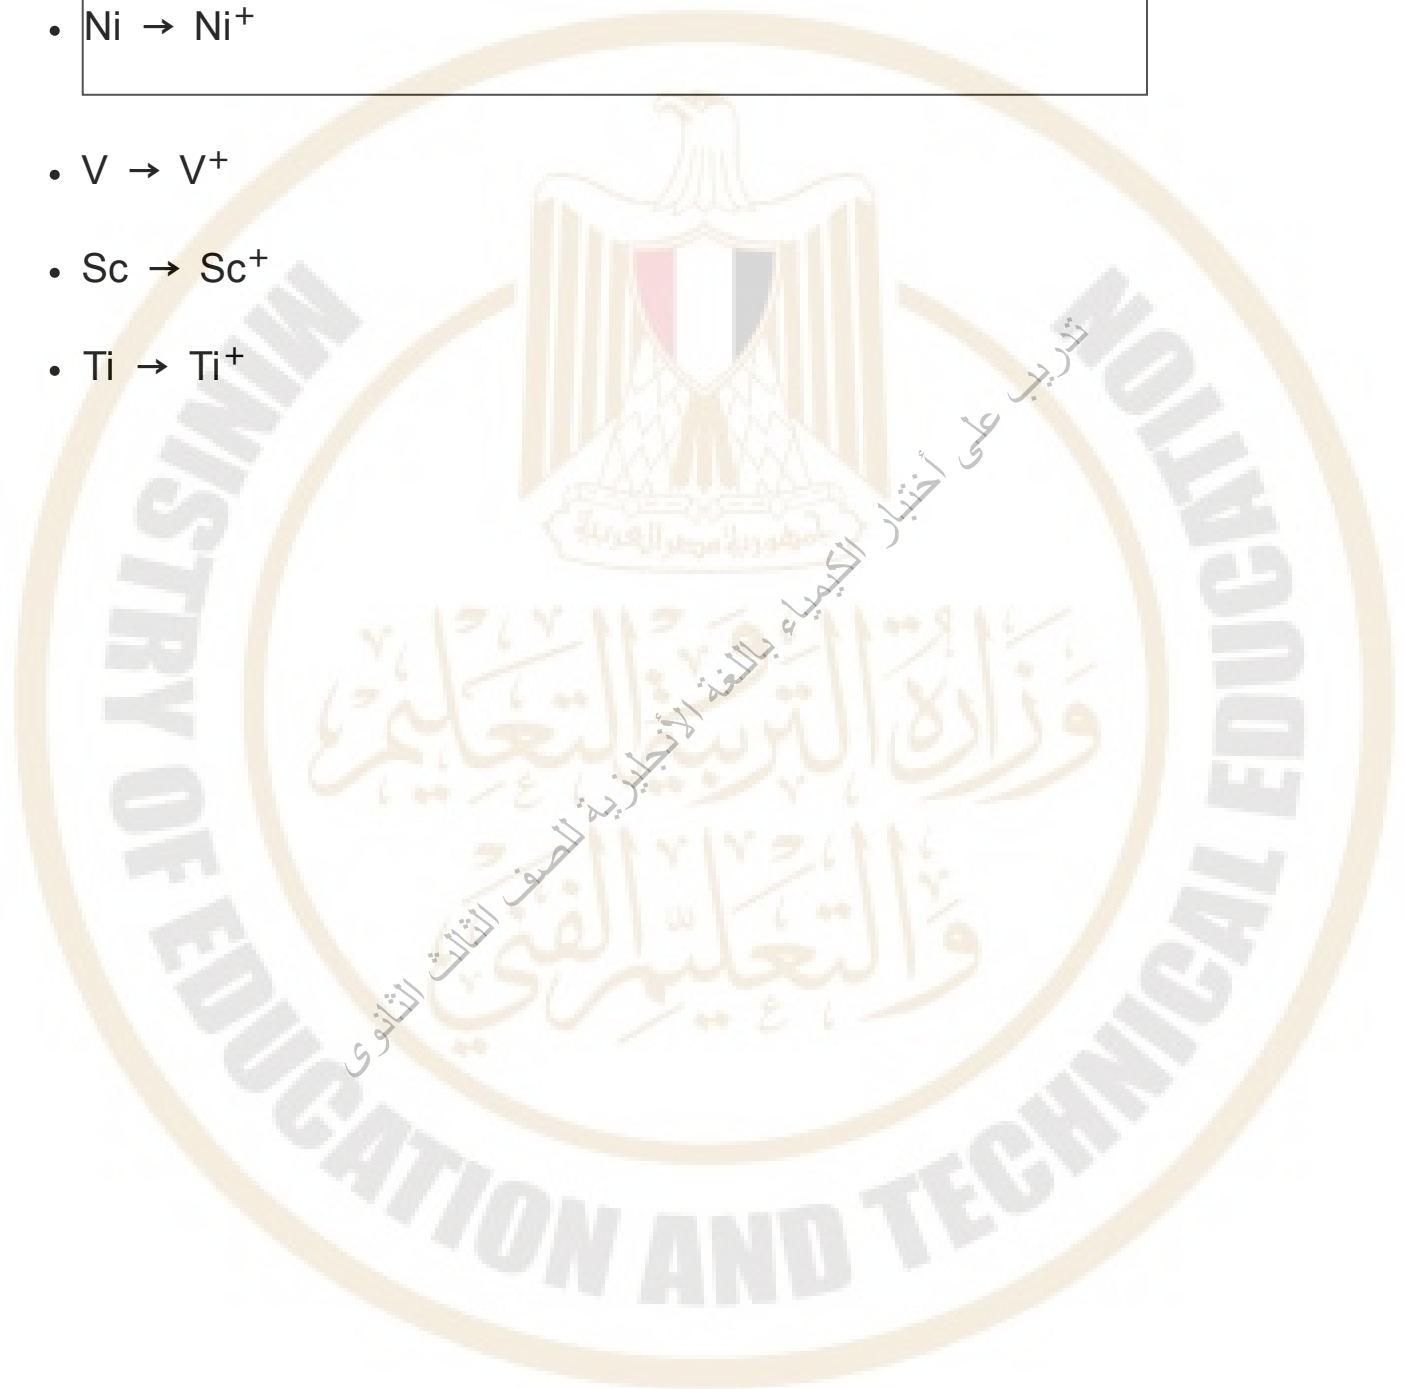 • Ni → Ni⁺
• V → V⁺
• Sc → Sc⁺
• Ti → Ti⁺
تدريب على أختبار الكيمياء باللغة الأنجليزية للصف الثالث الثانوى
جمهورية مصر العربية
وزارة التربية والتعليم
والتعليم الفني
MINISTRY OF EDUCATION AND TECHNICAL EDUCATION